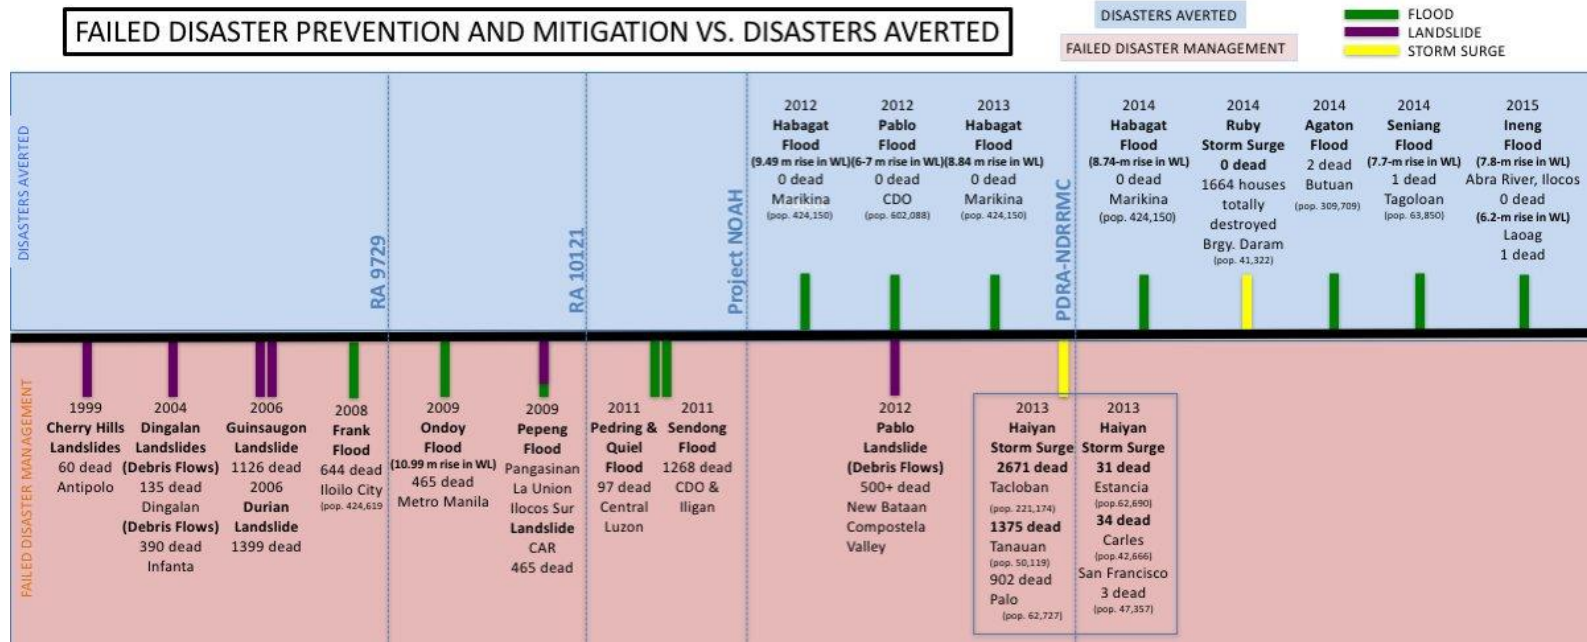 FAILED DISASTER PREVENTION AND MITIGATION VS. DISASTERS AVERTED
DISASTERS AVERTED
FAILED DISASTER MANAGEMENT
FLOOD
LANDSLIDE
STORM SURGE
DISASTERS AVERTED
RA 9729
RA 10121
Project NOAH
2012
Habagat
Flood
(9.49 m rise in WL)
0 dead
Marikina
(pop. 424,150)
2012
Pablo
Flood
(6-7 m rise in WL)
0 dead
CDO
(pop. 602,088)
2013
Habagat
Flood
(8.84 m rise in WL)
0 dead
Marikina
(pop. 424,150)
PDRA-NDRRMC
2014
Habagat
Flood
(8.74-m rise in WL)
0 dead
Marikina
(pop. 424,150)
2014
Ruby
Storm Surge
0 dead
1664 houses
totally
destroyed
Brgy. Daram
(pop. 41,322)
2014
Agaton
Flood
2 dead
Butuan
(pop. 309,709)
2014
Seniang
Flood
(7.7-m rise in WL)
1 dead
Tagoloan
(pop. 63,850)
2015
Ineng
Flood
(7.8-m rise in WL)
Abra River, Ilocos
0 dead
(6.2-m rise in WL)
Laoag
1 dead
FAILED DISASTER MANAGEMENT
1999
Cherry Hills
Landslides
60 dead
Antipolo
2004
Dingalan
Landslides
(Debris Flows)
135 dead
Dingalan
(Debris Flows)
390 dead
Infanta
2006
Guinsaugon
Landslide
1126 dead
2006
Durian
Landslide
1399 dead
2008
Frank
Flood
644 dead
Iloilo City
(pop. 424,619
2009
Ondoy
Flood
(10.99 m rise in WL)
465 dead
Metro Manila
2009
Pepeng
Flood
Pangasinan
La Union
Ilocos Sur
Landslide
CAR
465 dead
2011
Pedring &
Quiel
Flood
97 dead
Central
Luzon
2011
Sendong
Flood
1268 dead
CDO &
Iligan
2012
Pablo
Landslide
(Debris Flows)
500+ dead
New Bataan
Compostela
Valley
2013
Haiyan
Storm Surge
2671 dead
Tacloban
(pop. 221,174)
1375 dead
Tanauan
(pop. 50,119)
902 dead
Palo
(pop. 62,727)
2013
Haiyan
Storm Surge
31 dead
Estancia
(pop.62,690)
34 dead
Carles
(pop.42,666)
San Francisco
3 dead
(pop. 47,357)